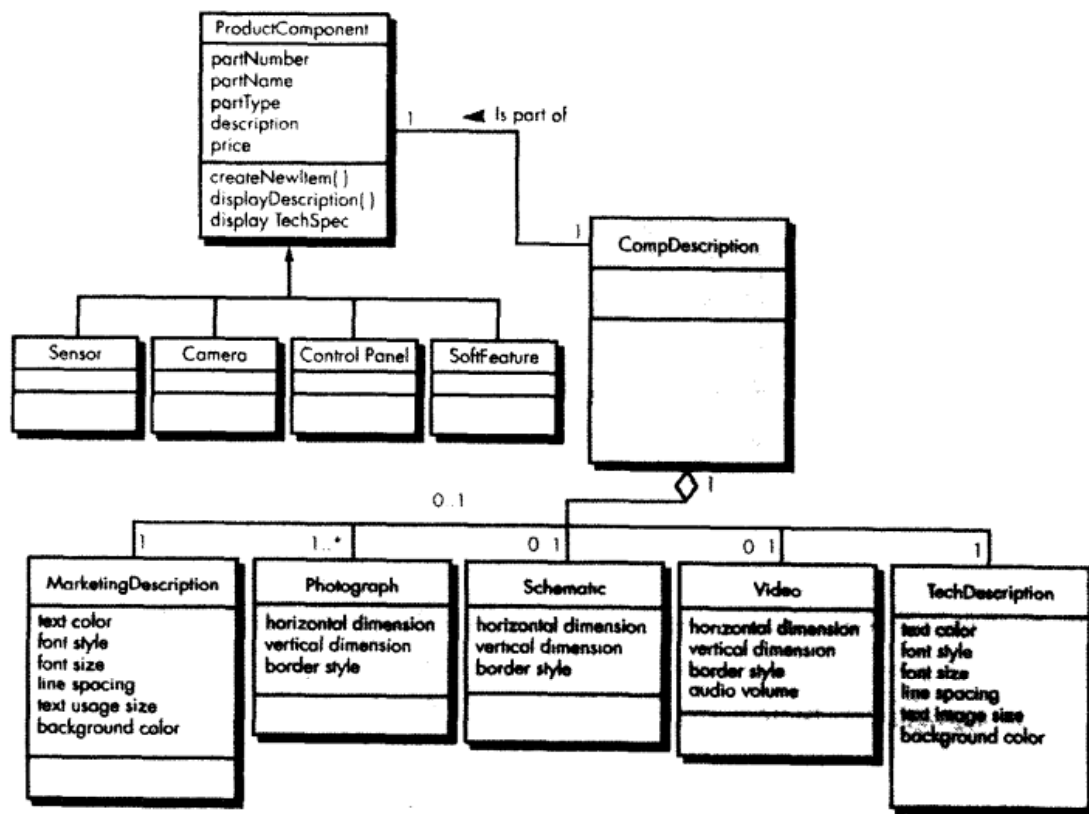 ProductComponent
partNumber
partName
partType
description
price
createNewItem( )
displayDescription( )
display TechSpec
1
Is part of
1
CompDescription
Sensor
Camera
Control Panel
SoftFeature
1
0..1
1
1..*
0 1
0 1
1
MarketingDescription
text color
font style
font size
line spacing
text usage size
background color
Photograph
horizontal dimension
vertical dimension
border style
Schematic
horizontal dimension
vertical dimension
border style
Video
horizontal dimension
vertical dimension
border style
audio volume
TechDescription
text color
font style
font size
line spacing
text image size
background color